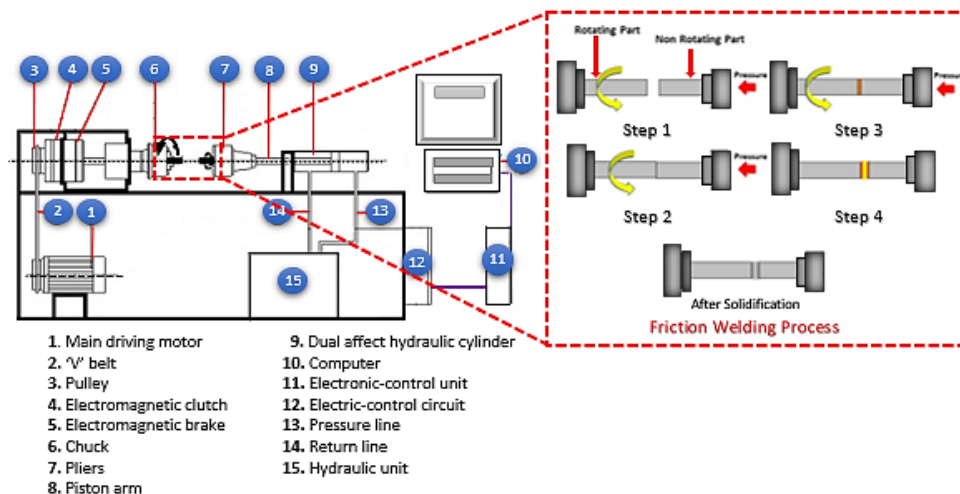 Rotating Part
Non Rotating Part
Pressure
Pressu
3 4 5 6 7 8 9
Step 1
Step 3
10
Pressure
14 13
2 1
Step 2
Step 4
12 11
15
After Solidification
Friction Welding Process
1. Main driving motor
2. 'V' belt
3. Pulley
4. Electromagnetic clutch
5. Electromagnetic brake
6. Chuck
7. Pliers
8. Piston arm
9. Dual affect hydraulic cylinder
10. Computer
11. Electronic-control unit
12. Electric-control circuit
13. Pressure line
14. Return line
15. Hydraulic unit